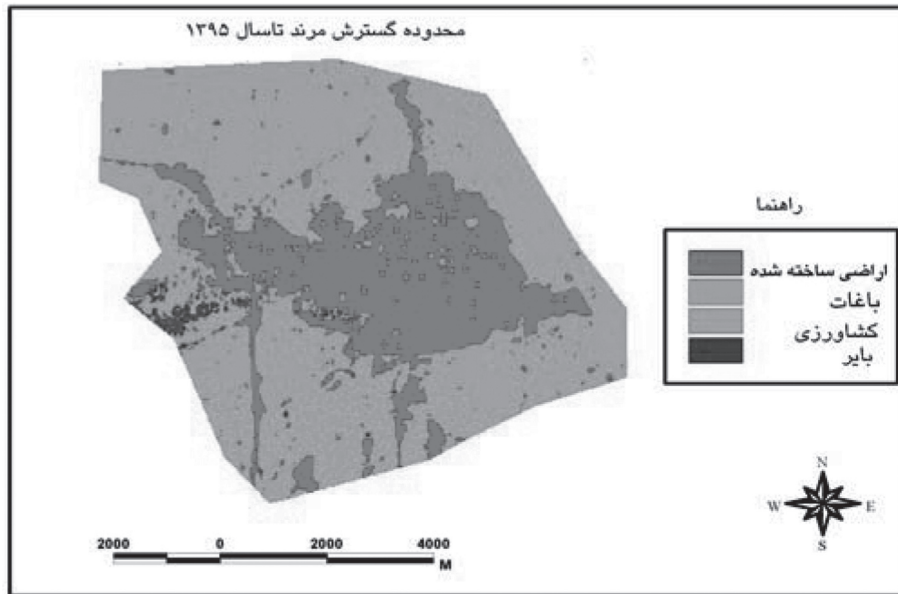 محدوده گسترش مرند تاسال ۱۳۹۵
راهنما
اراضی ساخته شده
باغات
کشاورزی
بایر
N
W
E
S
2000 0 2000 4000
M